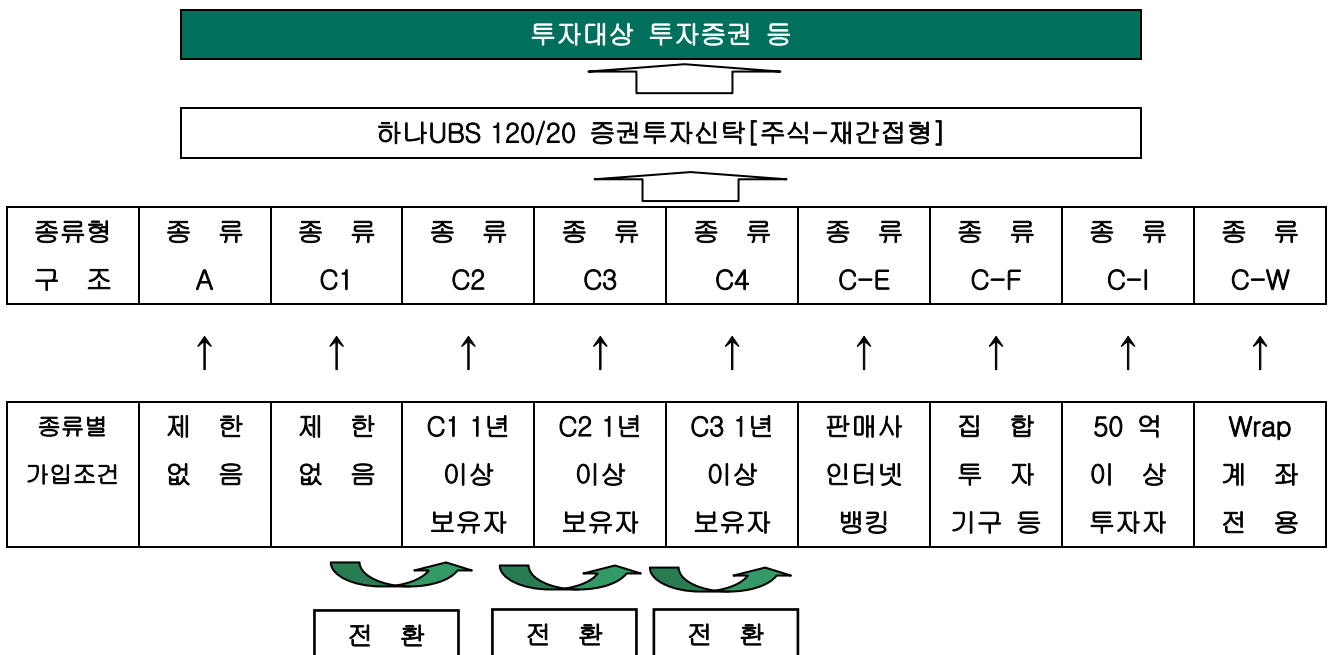 투자대상 투자증권 등
하나UBS 120/20 증권투자신탁[주식-재간접형]
종류형 종 류 종 류 종 류 종 류 종 류 종 류 종 류 종 류 종 류
구 조 A C1 C2 C3 C4 C-E C-F C-I C-W
↑ ↑ ↑ ↑ ↑ ↑ ↑ ↑ ↑
종류별 제 한 제 한 C1 1년 C2 1년 C3 1년 판매사 집 합 50 억 Wrap
가입조건 없 음 없 음 이상 이상 이상 인터넷 투 자 이 상 계 좌
보유자 보유자 보유자 뱅킹 기구 등 투자자 전 용
전 환 전 환 전 환